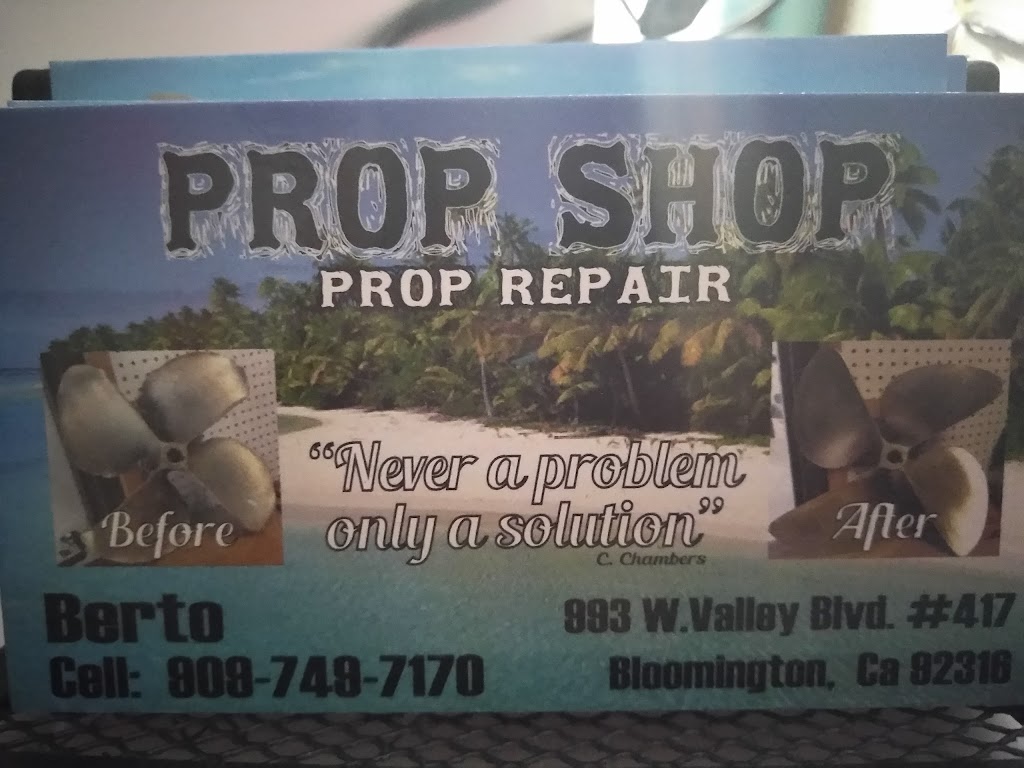 PROP SHOP
PROP REPAIR
Before
After
“Never a problem
only a solution”
C. Chambers
Berto
Cell: 909-749-7170
993 W.Valley Blvd. #417
Bloomington, Ca 92316